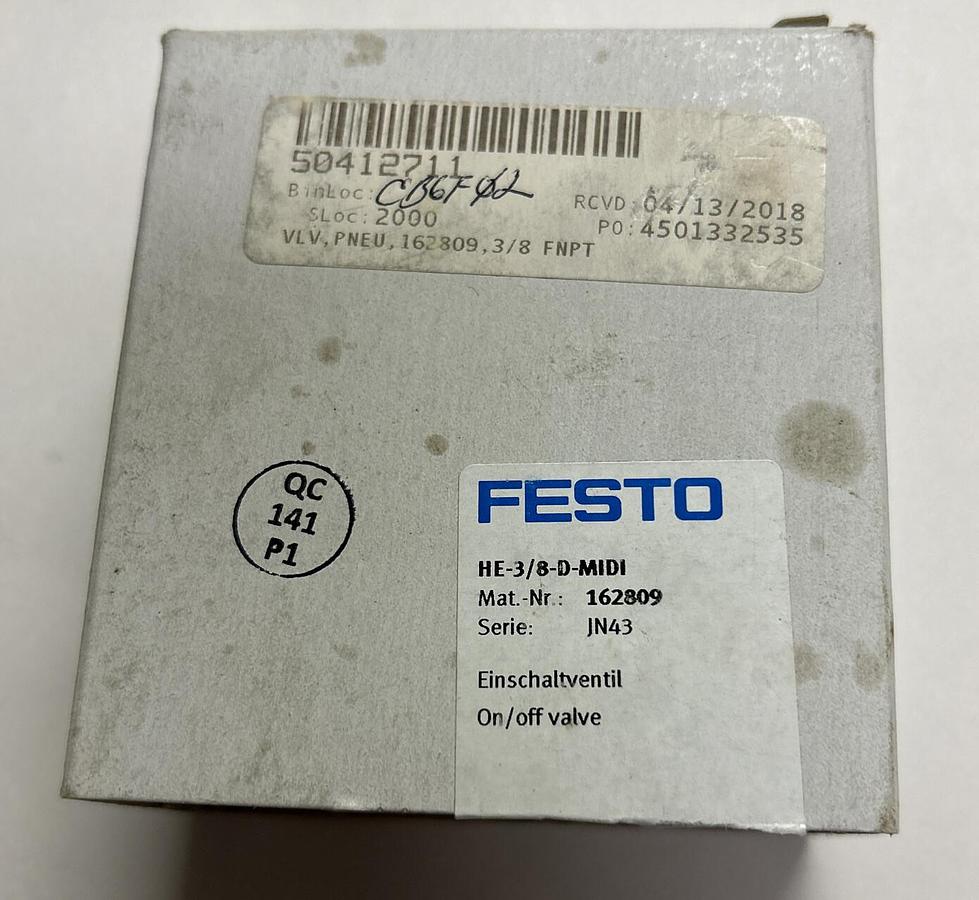 50412711
BinLoc: CB6F02
RCVD: 04/13/2018
SLoc: 2000
PO: 4501332535
VLV, PNEU, 162809, 3/8 FNPT
QC
141
P1
FESTO
HE-3/8-D-MIDI
Mat.-Nr.: 162809
Serie: JN43
Einschaltventil
On/off valve